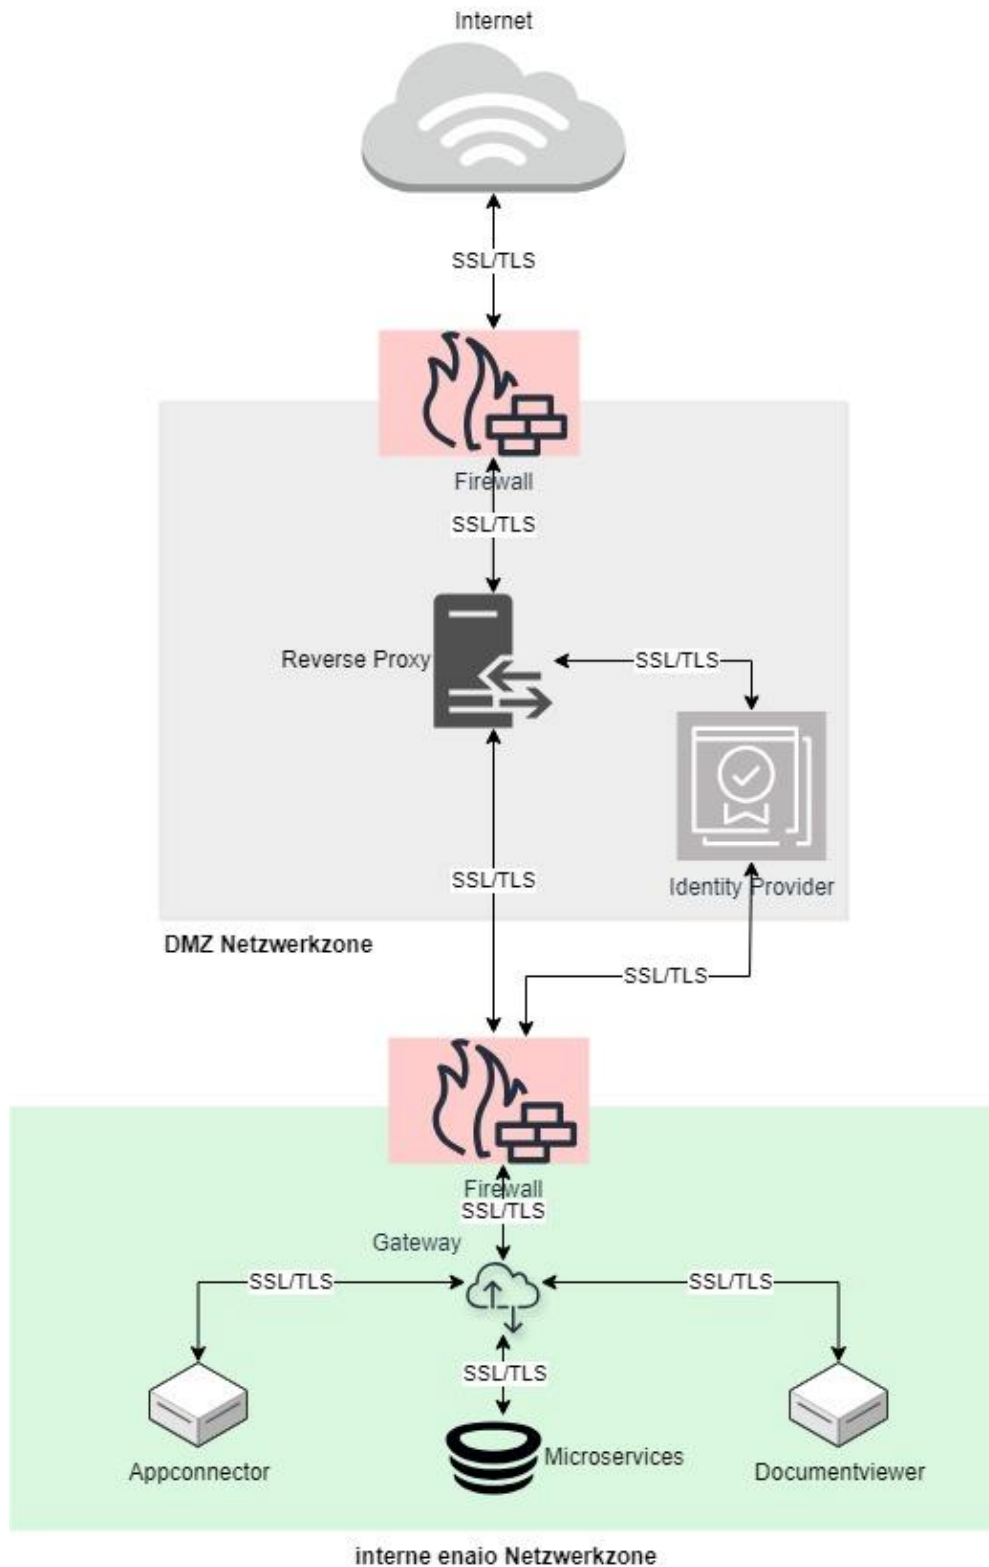 Internet
SSL/TLS
Firewall
SSL/TLS
Reverse Proxy
SSL/TLS
SSL/TLS
Identity Provider
DMZ Netzwerkzone
SSL/TLS
Firewall
SSL/TLS
Gateway
SSL/TLS
SSL/TLS
SSL/TLS
Microservices
Appconnector
Documentviewer
interne enaio Netzwerkzone